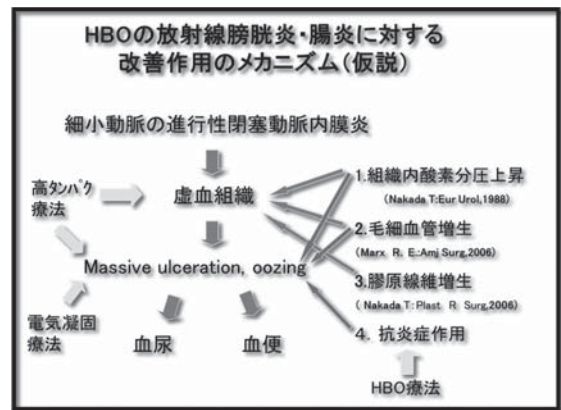 HBOの放射線膀胱炎・腸炎に対する
改善作用のメカニズム(仮説)
細小動脈の進行性閉塞動脈内膜炎
高タンパク
療法
虚血組織
Massive ulceration, oozing
電気凝固
療法
血尿
血便
1.組織内酸素分圧上昇
(Nakada T:Eur Urol,1988)
2.毛細血管増生
(Marx R. E.:Amj Surg,2006)
3.膠原線維増生
( Nakada T: Plast. R Surg,2006)
4. 抗炎症作用
HBO療法